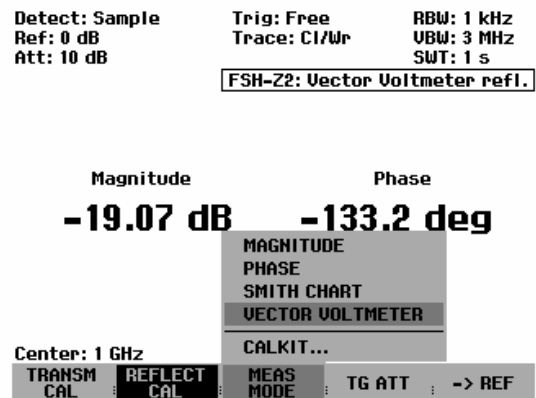 Detect: Sample Trig: Free RBW: 1 kHz
Ref: 0 dB Trace: Cl/Wr VBW: 3 MHz
Att: 10 dB SWT: 1 s
FSH-Z2: Vector Voltmeter refl.
Magnitude Phase
-19.07 dB -133.2 deg
MAGNITUDE
PHASE
SMITH CHART
VECTOR VOLTMETER
CALKIT...
Center: 1 GHz
TRANSM CAL REFLECT CAL MEAS MODE TG ATT -> REF